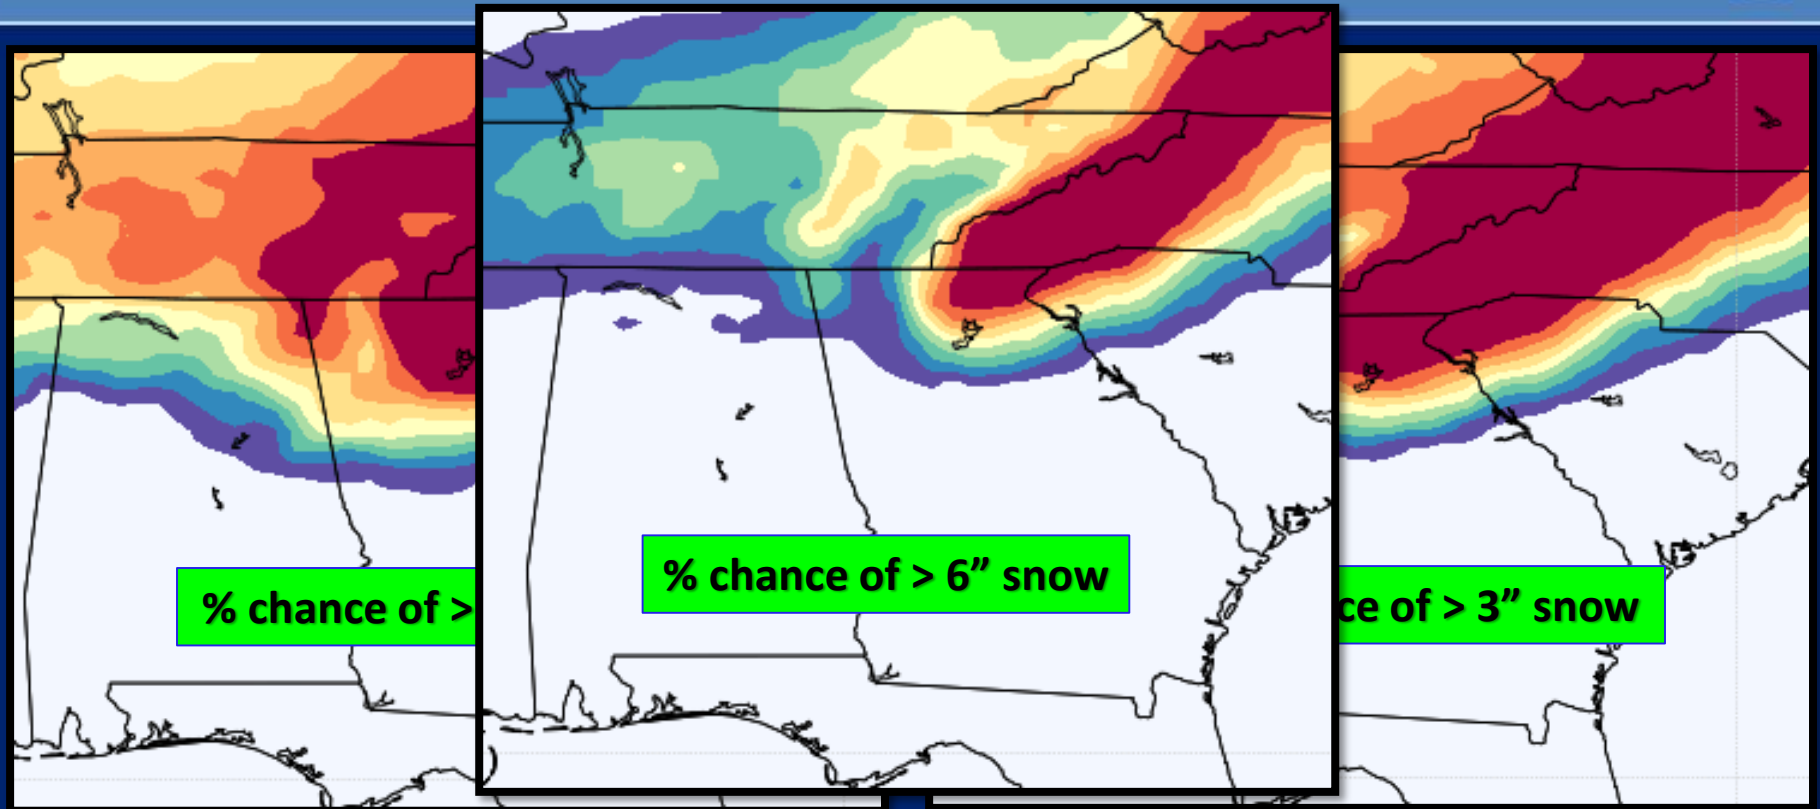 % chance of >
% chance of > 6” snow
ce of > 3” snow